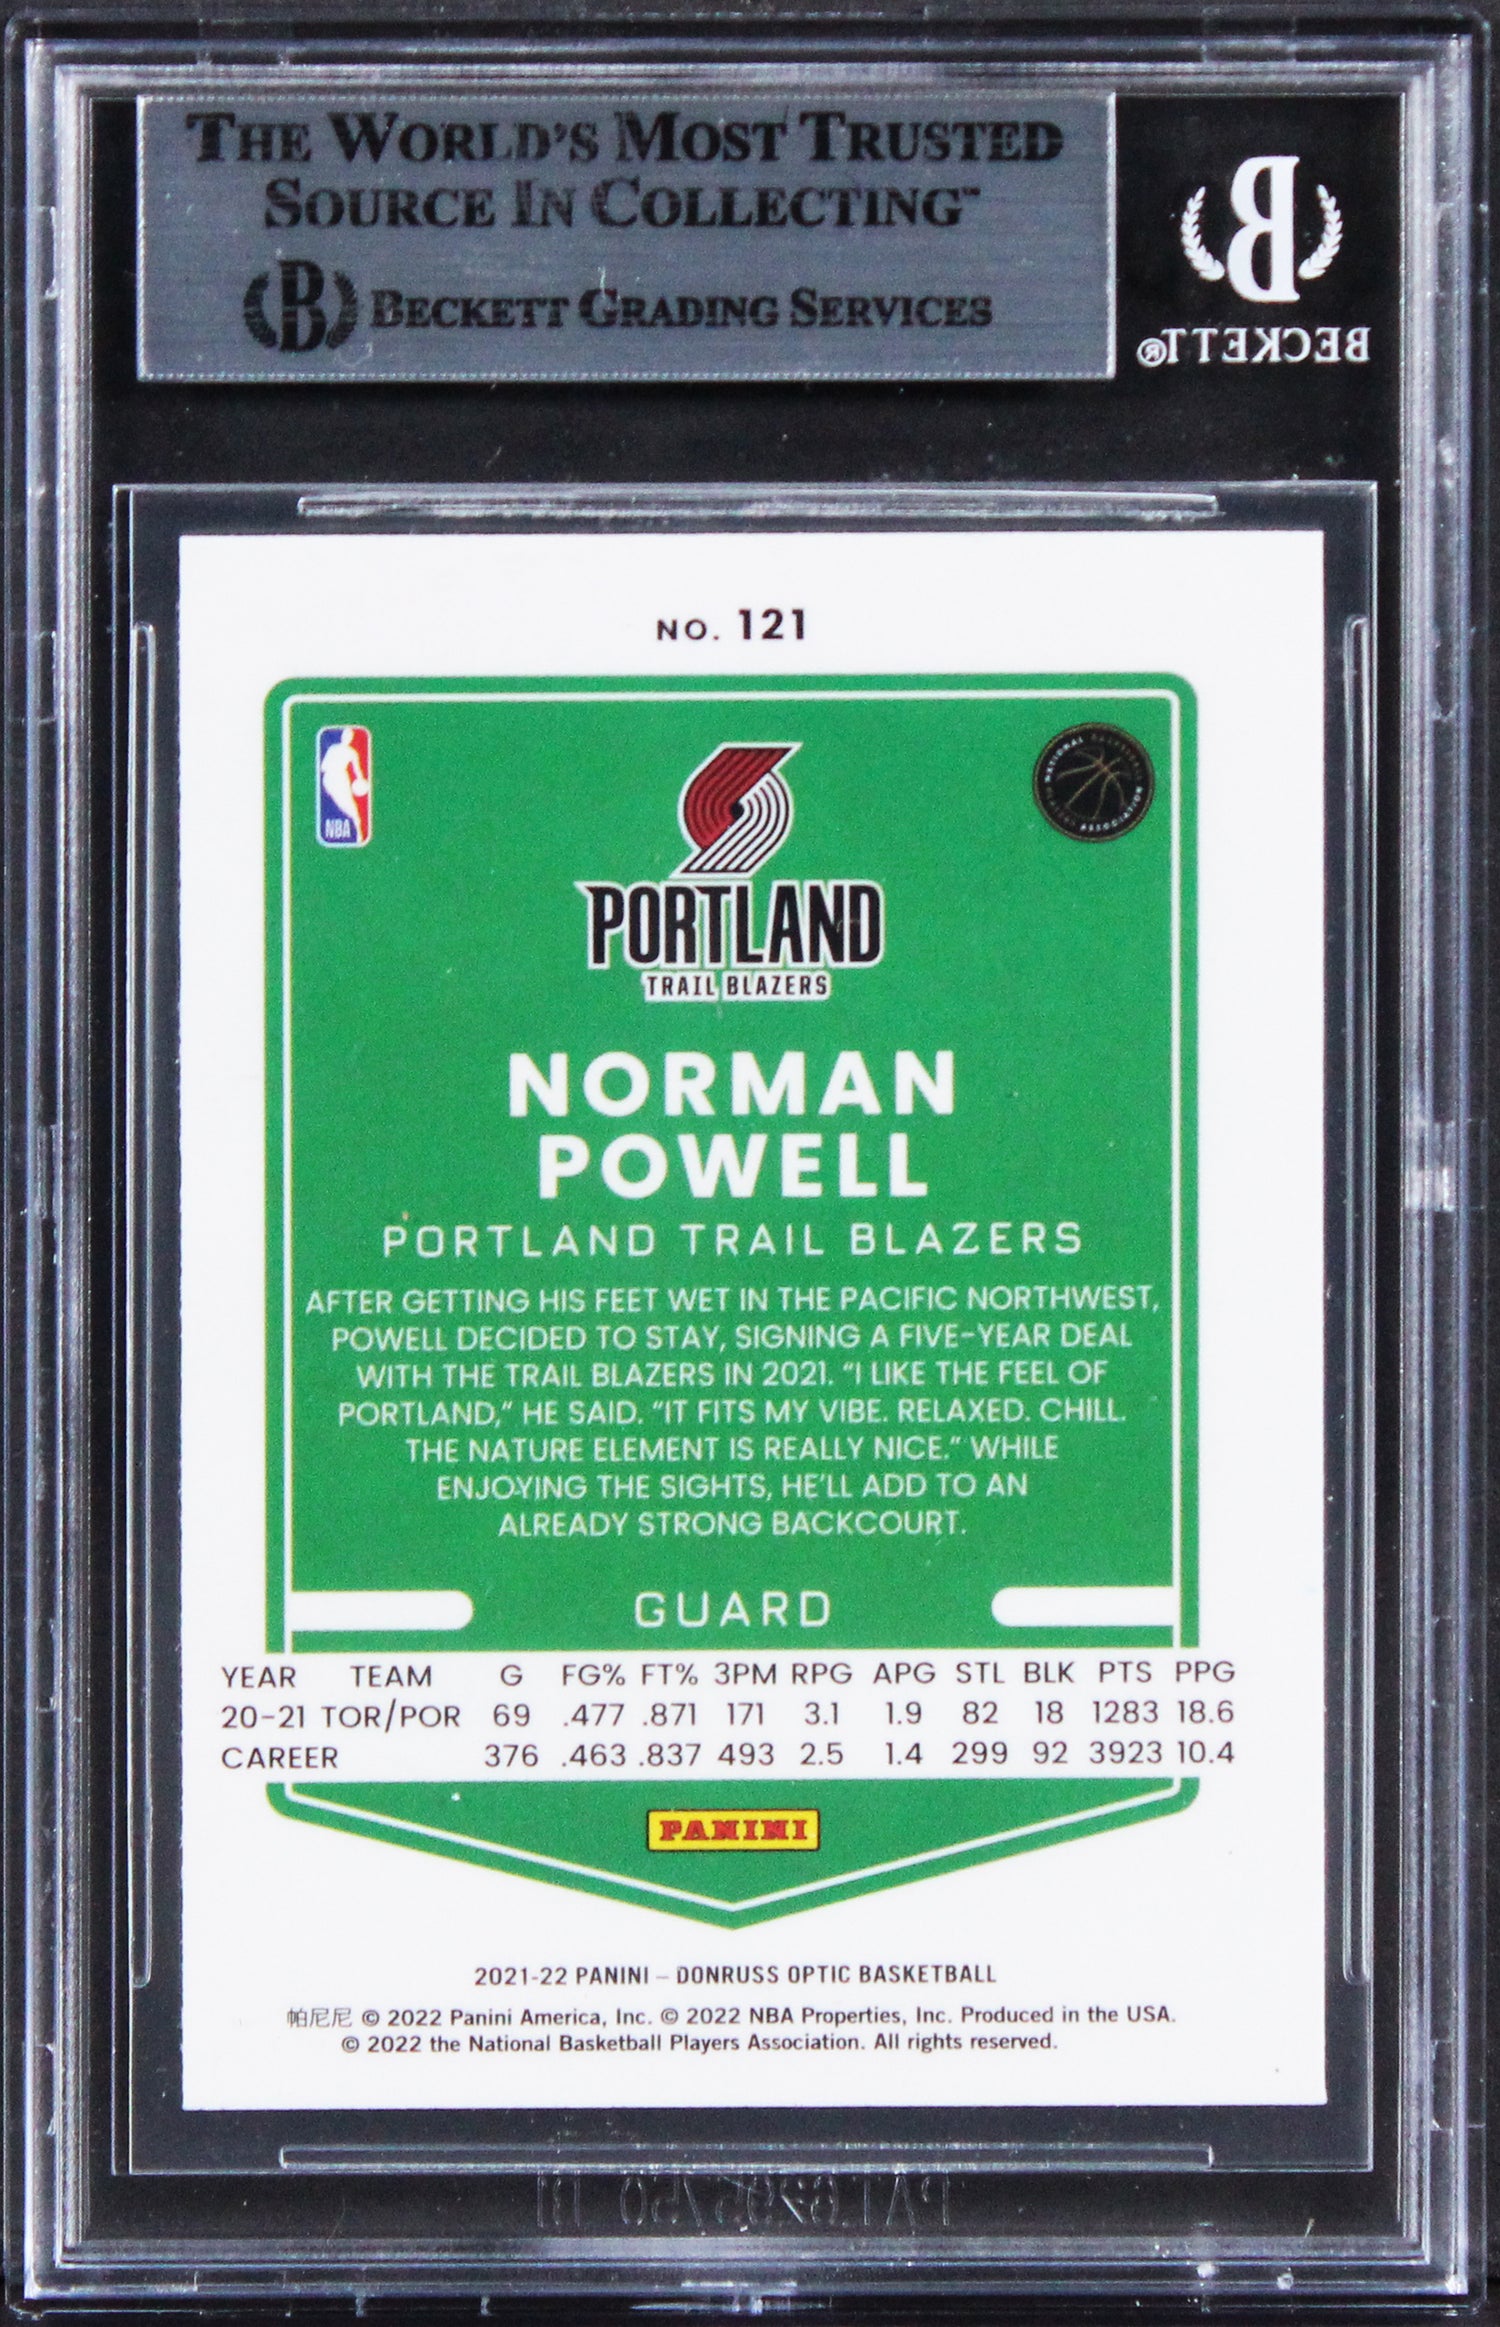 THE WORLD'S MOST TRUSTED
SOURCE IN COLLECTING™
B BECKETT GRADING SERVICES
B
BECKETT®
NO. 121
NBA
NATIONAL BASKETBALL
PLAYERS ASSOCIATION
PORTLAND
TRAIL BLAZERS
NORMAN
POWELL
PORTLAND TRAIL BLAZERS
AFTER GETTING HIS FEET WET IN THE PACIFIC NORTHWEST,
POWELL DECIDED TO STAY, SIGNING A FIVE-YEAR DEAL
WITH THE TRAIL BLAZERS IN 2021. “I LIKE THE FEEL OF
PORTLAND,” HE SAID. “IT FITS MY VIBE. RELAXED. CHILL.
THE NATURE ELEMENT IS REALLY NICE.” WHILE
ENJOYING THE SIGHTS, HE'LL ADD TO AN
ALREADY STRONG BACKCOURT.
GUARD
YEAR TEAM G FG% FT% 3PM RPG APG STL BLK PTS PPG
20-21 TOR/POR 69 .477 .871 171 3.1 1.9 82 18 1283 18.6
CAREER 376 .463 .837 493 2.5 1.4 299 92 3923 10.4
PANINI
2021-22 PANINI – DONRUSS OPTIC BASKETBALL
帕尼尼 © 2022 Panini America, Inc. © 2022 NBA Properties, Inc. Produced in the USA.
© 2022 the National Basketball Players Association. All rights reserved.